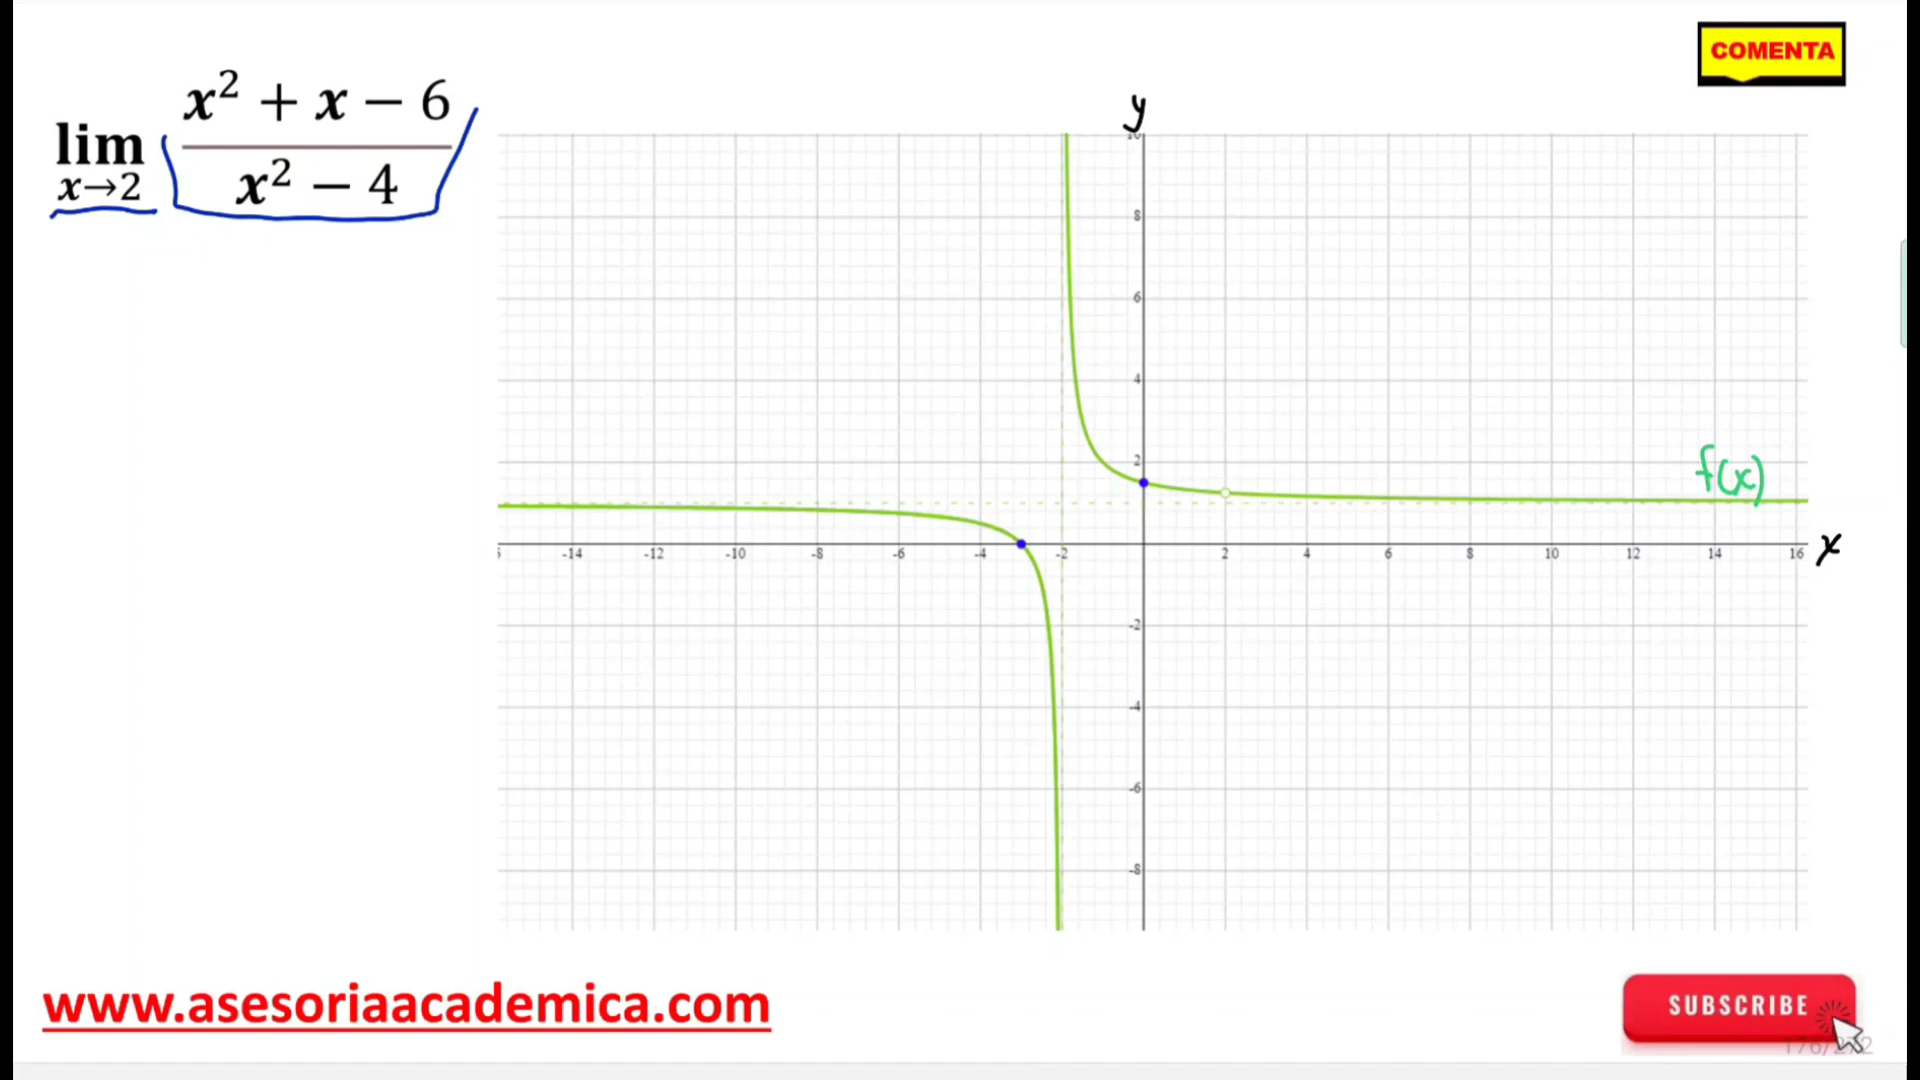 COMENTA
lim x→2 (x² + x − 6)/(x² − 4)
y
10
8
6
4
2
f(x)
-14 -12 -10 -8 -6 -4 -2 2 4 6 8 10 12 14 16 x
-2
-4
-6
-8
www.asesoriaacademica.com
SUBSCRIBE